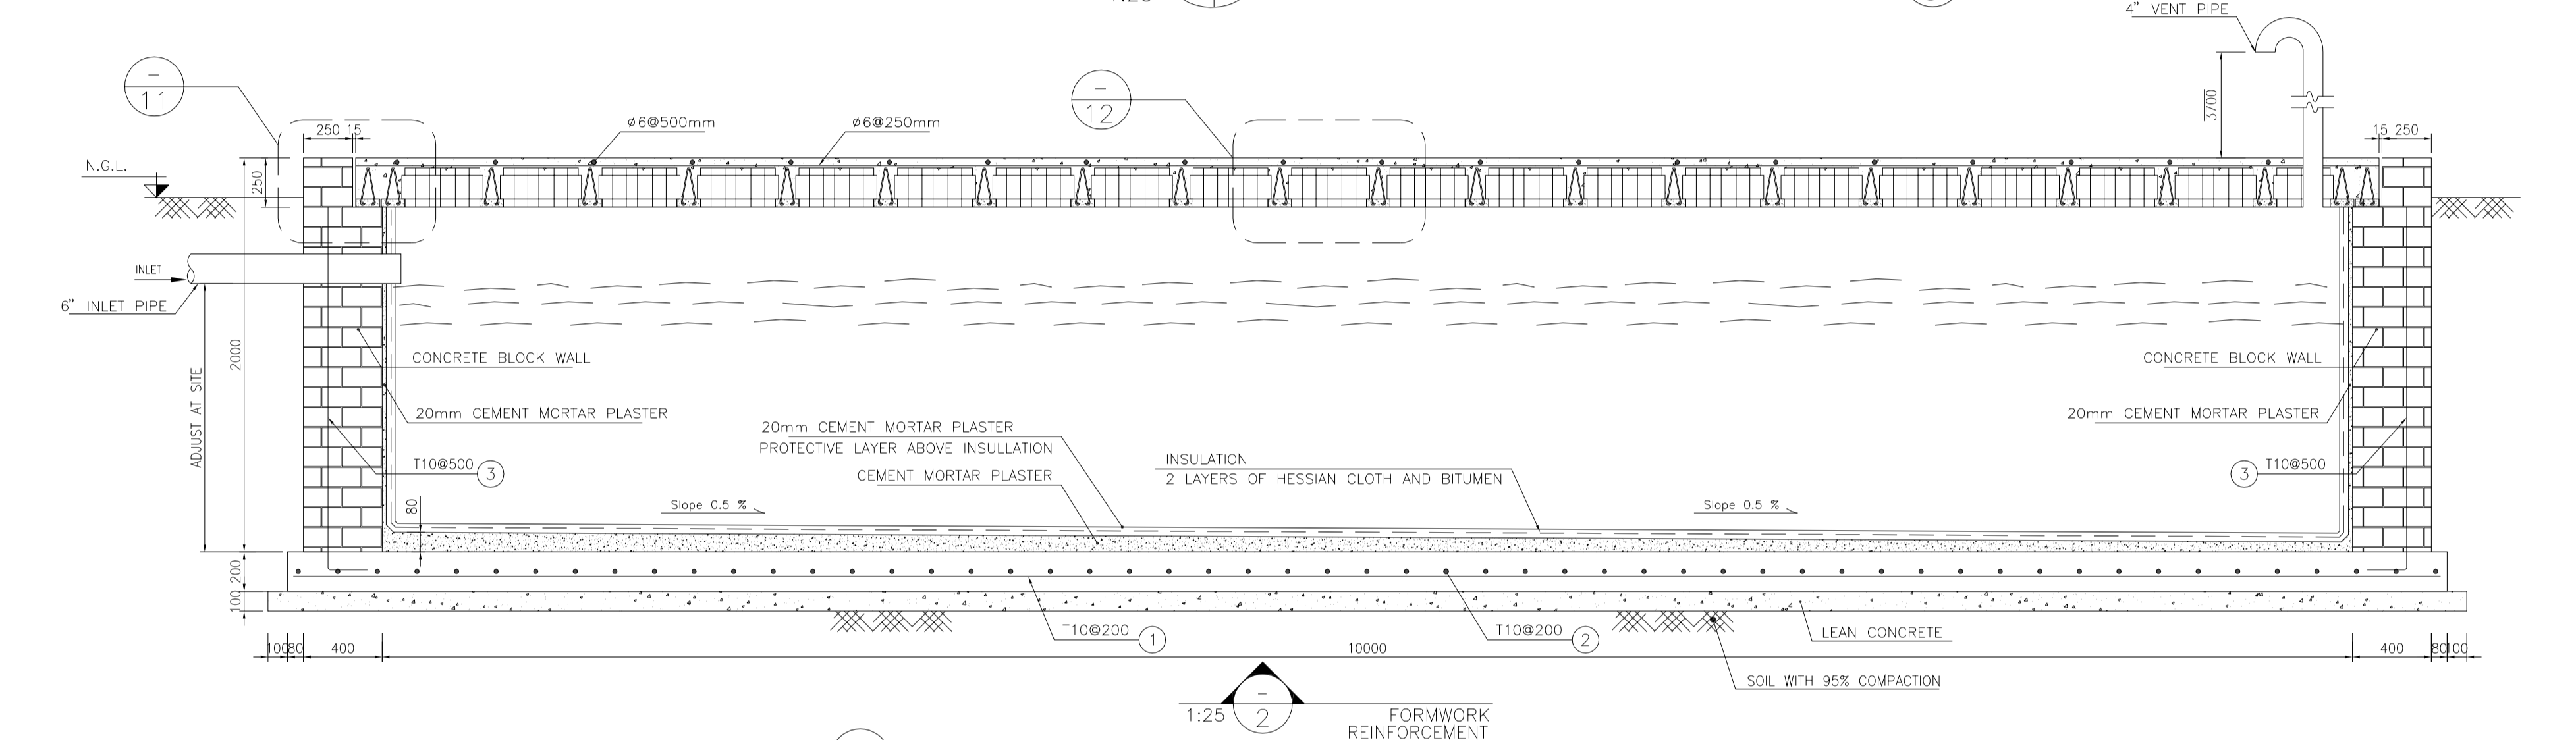 4" VENT PIPE
–
11
–
12
250 15
Ø6@500mm
Ø6@250mm
3700
15 250
N.G.L.
250
INLET
6" INLET PIPE
2000
ADJUST AT SITE
CONCRETE BLOCK WALL
CONCRETE BLOCK WALL
20mm CEMENT MORTAR PLASTER
20mm CEMENT MORTAR PLASTER
20mm CEMENT MORTAR PLASTER
PROTECTIVE LAYER ABOVE INSULLATION
CEMENT MORTAR PLASTER
INSULATION
2 LAYERS OF HESSIAN CLOTH AND BITUMEN
T10@500 3
3 T10@500
80
Slope 0.5 %
Slope 0.5 %
200
100
T10@200 1
T10@200 2
LEAN CONCRETE
100 80 400
10000
400 80 100
SOIL WITH 95% COMPACTION
1:25
–
2
FORMWORK
REINFORCEMENT